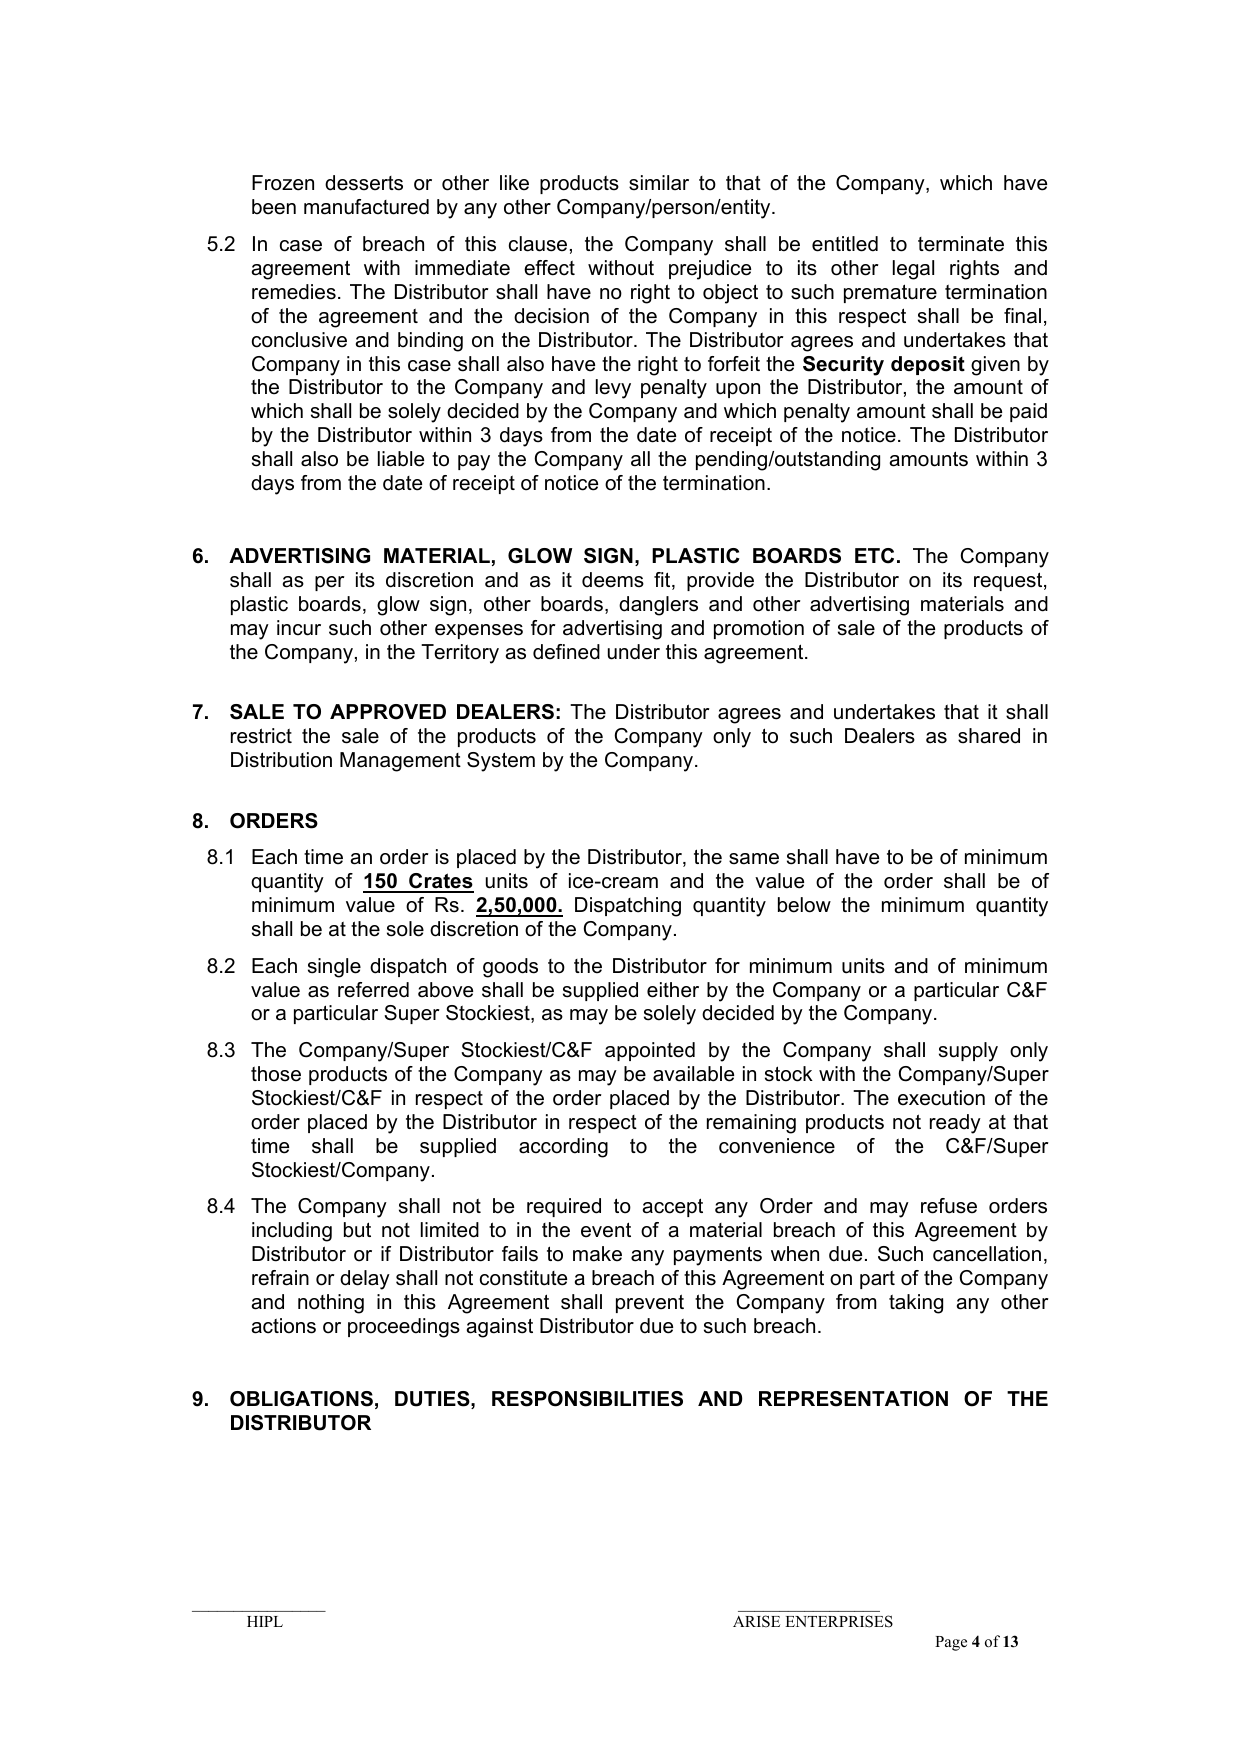 Frozen desserts or other like products similar to that of the Company, which have
been manufactured by any other Company/person/entity.
5.2 In case of breach of this clause, the Company shall be entitled to terminate this
agreement with immediate effect without prejudice to its other legal rights and
remedies. The Distributor shall have no right to object to such premature termination
of the agreement and the decision of the Company in this respect shall be final,
conclusive and binding on the Distributor. The Distributor agrees and undertakes that
Company in this case shall also have the right to forfeit the Security deposit given by
the Distributor to the Company and levy penalty upon the Distributor, the amount of
which shall be solely decided by the Company and which penalty amount shall be paid
by the Distributor within 3 days from the date of receipt of the notice. The Distributor
shall also be liable to pay the Company all the pending/outstanding amounts within 3
days from the date of receipt of notice of the termination.
6. ADVERTISING MATERIAL, GLOW SIGN, PLASTIC BOARDS ETC. The Company
shall as per its discretion and as it deems fit, provide the Distributor on its request,
plastic boards, glow sign, other boards, danglers and other advertising materials and
may incur such other expenses for advertising and promotion of sale of the products of
the Company, in the Territory as defined under this agreement.
7. SALE TO APPROVED DEALERS: The Distributor agrees and undertakes that it shall
restrict the sale of the products of the Company only to such Dealers as shared in
Distribution Management System by the Company.
8. ORDERS
8.1 Each time an order is placed by the Distributor, the same shall have to be of minimum
quantity of 150 Crates units of ice-cream and the value of the order shall be of
minimum value of Rs. 2,50,000. Dispatching quantity below the minimum quantity
shall be at the sole discretion of the Company.
8.2 Each single dispatch of goods to the Distributor for minimum units and of minimum
value as referred above shall be supplied either by the Company or a particular C&F
or a particular Super Stockiest, as may be solely decided by the Company.
8.3 The Company/Super Stockiest/C&F appointed by the Company shall supply only
those products of the Company as may be available in stock with the Company/Super
Stockiest/C&F in respect of the order placed by the Distributor. The execution of the
order placed by the Distributor in respect of the remaining products not ready at that
time shall be supplied according to the convenience of the C&F/Super
Stockiest/Company.
8.4 The Company shall not be required to accept any Order and may refuse orders
including but not limited to in the event of a material breach of this Agreement by
Distributor or if Distributor fails to make any payments when due. Such cancellation,
refrain or delay shall not constitute a breach of this Agreement on part of the Company
and nothing in this Agreement shall prevent the Company from taking any other
actions or proceedings against Distributor due to such breach.
9. OBLIGATIONS, DUTIES, RESPONSIBILITIES AND REPRESENTATION OF THE
DISTRIBUTOR
HIPL ARISE ENTERPRISES
Page 4 of 13